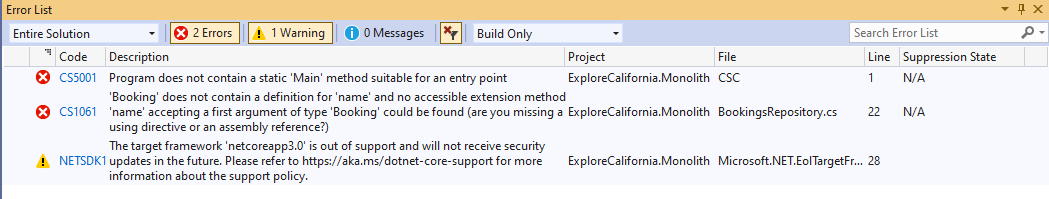 Error List
Entire Solution
2 Errors
1 Warning
0 Messages
Build Only
Search Error List
Code
Description
Project
File
Line
Suppression State
CS5001
Program does not contain a static 'Main' method suitable for an entry point
ExploreCalifornia.Monolith
CSC
1
N/A
CS1061
'Booking' does not contain a definition for 'name' and no accessible extension method
'name' accepting a first argument of type 'Booking' could be found (are you missing a
using directive or an assembly reference?)
ExploreCalifornia.Monolith
BookingsRepository.cs
22
N/A
NETSDK1
The target framework 'netcoreapp3.0' is out of support and will not receive security
updates in the future. Please refer to https://aka.ms/dotnet-core-support for more
information about the support policy.
ExploreCalifornia.Monolith
Microsoft.NET.EolTargetFr...
28